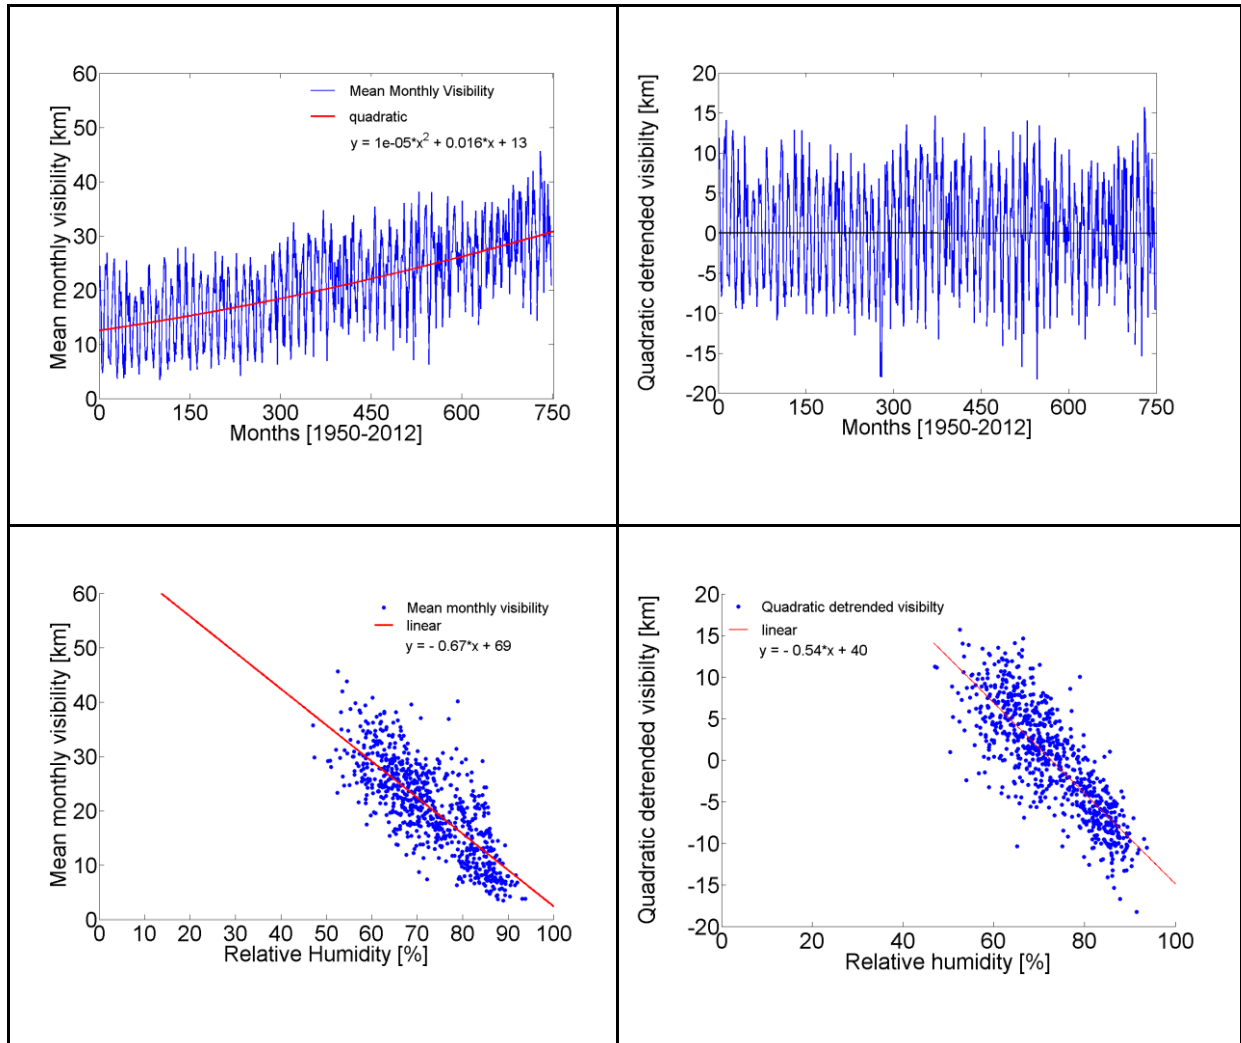 Mean monthly visibility [km]
60
50
40
30
20
10
0
Mean Monthly Visibility
quadratic
y = 1e-05*x² + 0.016*x + 13
0 150 300 450 600 750
Months [1950-2012]
Quadratic detrended visibilty [km]
20
15
10
5
0
-5
-10
-15
-20
0 150 300 450 600 750
Months [1950-2012]
Mean monthly visibility [km]
60
50
40
30
20
10
0
Mean monthly visibility
linear
y = - 0.67*x + 69
0 10 20 30 40 50 60 70 80 90 100
Relative Humidity [%]
Quadratic detrended visibility [km]
20
15
10
5
0
-5
-10
-15
-20
Quadratic detrended visibilty
linear
y = - 0.54*x + 40
0 20 40 60 80 100
Relative humidity [%]